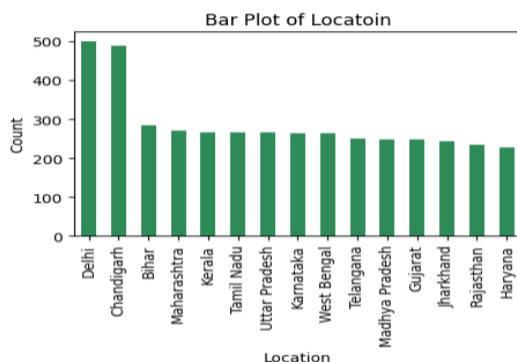 Bar Plot of Locatoin
500
400
300
200
100
0
Count
Delhi
Chandigarh
Bihar
Maharashtra
Kerala
Tamil Nadu
Uttar Pradesh
Karnataka
West Bengal
Telangana
Madhya Pradesh
Gujarat
Jharkhand
Rajasthan
Haryana
Location